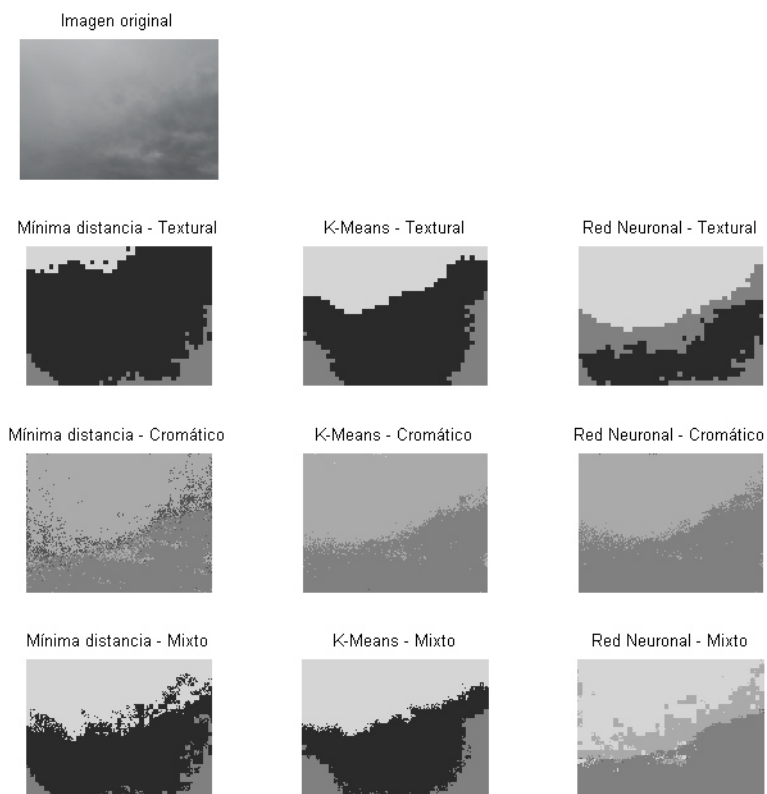 Imagen original
Mínima distancia - Textural
K-Means - Textural
Red Neuronal - Textural
Mínima distancia - Cromático
K-Means - Cromático
Red Neuronal - Cromático
Mínima distancia - Mixto
K-Means - Mixto
Red Neuronal - Mixto